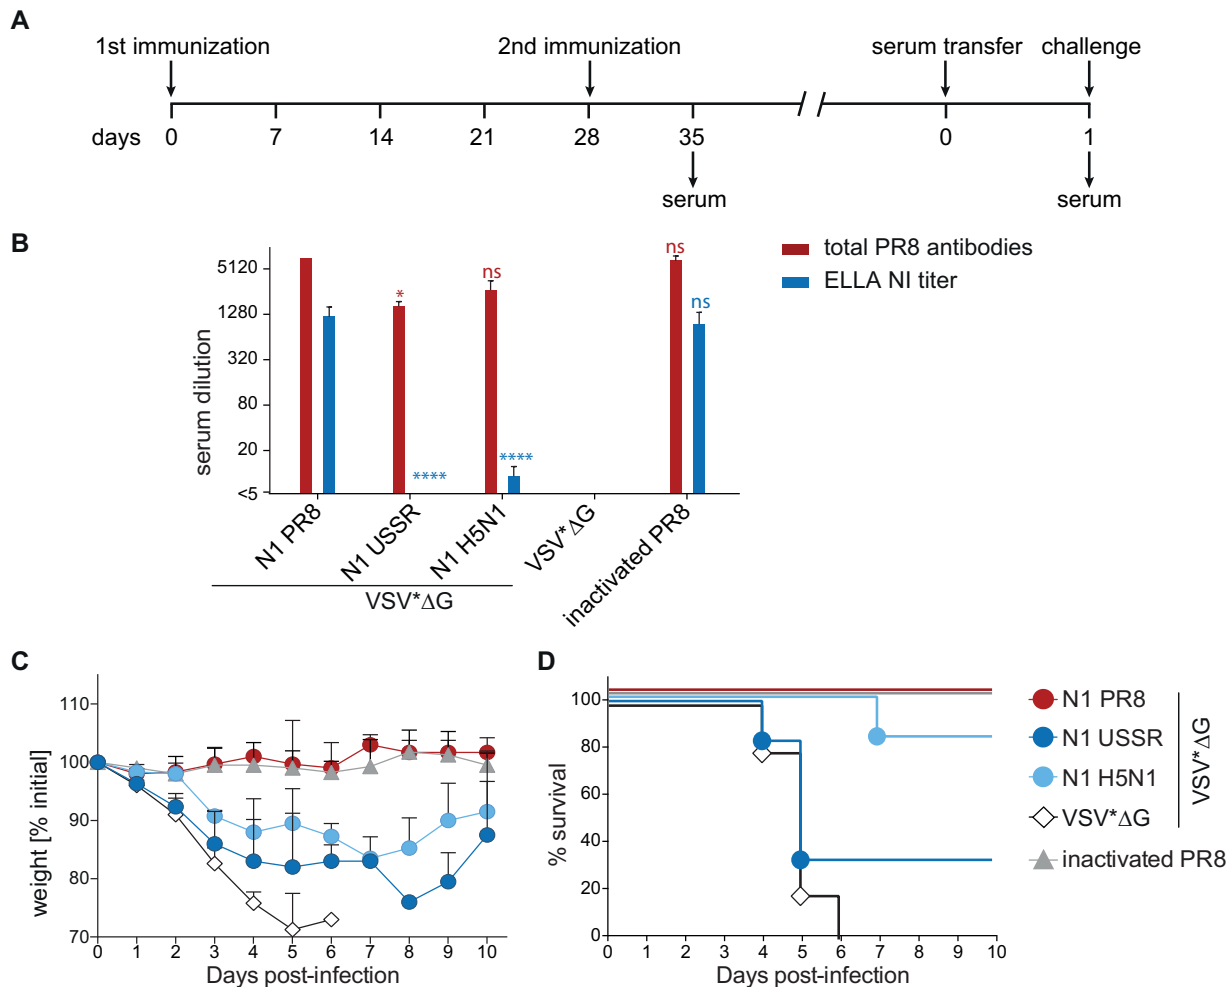 A
1st immunization 2nd immunization serum transfer challenge
days 0 7 14 21 28 35 0 1
serum serum
B
serum dilution
5120
1280
320
80
20
<5
ns
*
ns
ns
****
****
total PR8 antibodies
ELLA NI titer
N1 PR8 N1 USSR N1 H5N1 VSV*ΔG inactivated PR8
VSV*ΔG
C
weight [% initial]
110
100
90
80
70
0 1 2 3 4 5 6 7 8 9 10
Days post-infection
D
% survival
100
80
60
40
20
0
0 1 2 3 4 5 6 7 8 9 10
Days post-infection
N1 PR8
N1 USSR
N1 H5N1
VSV*ΔG
inactivated PR8
VSV*ΔG